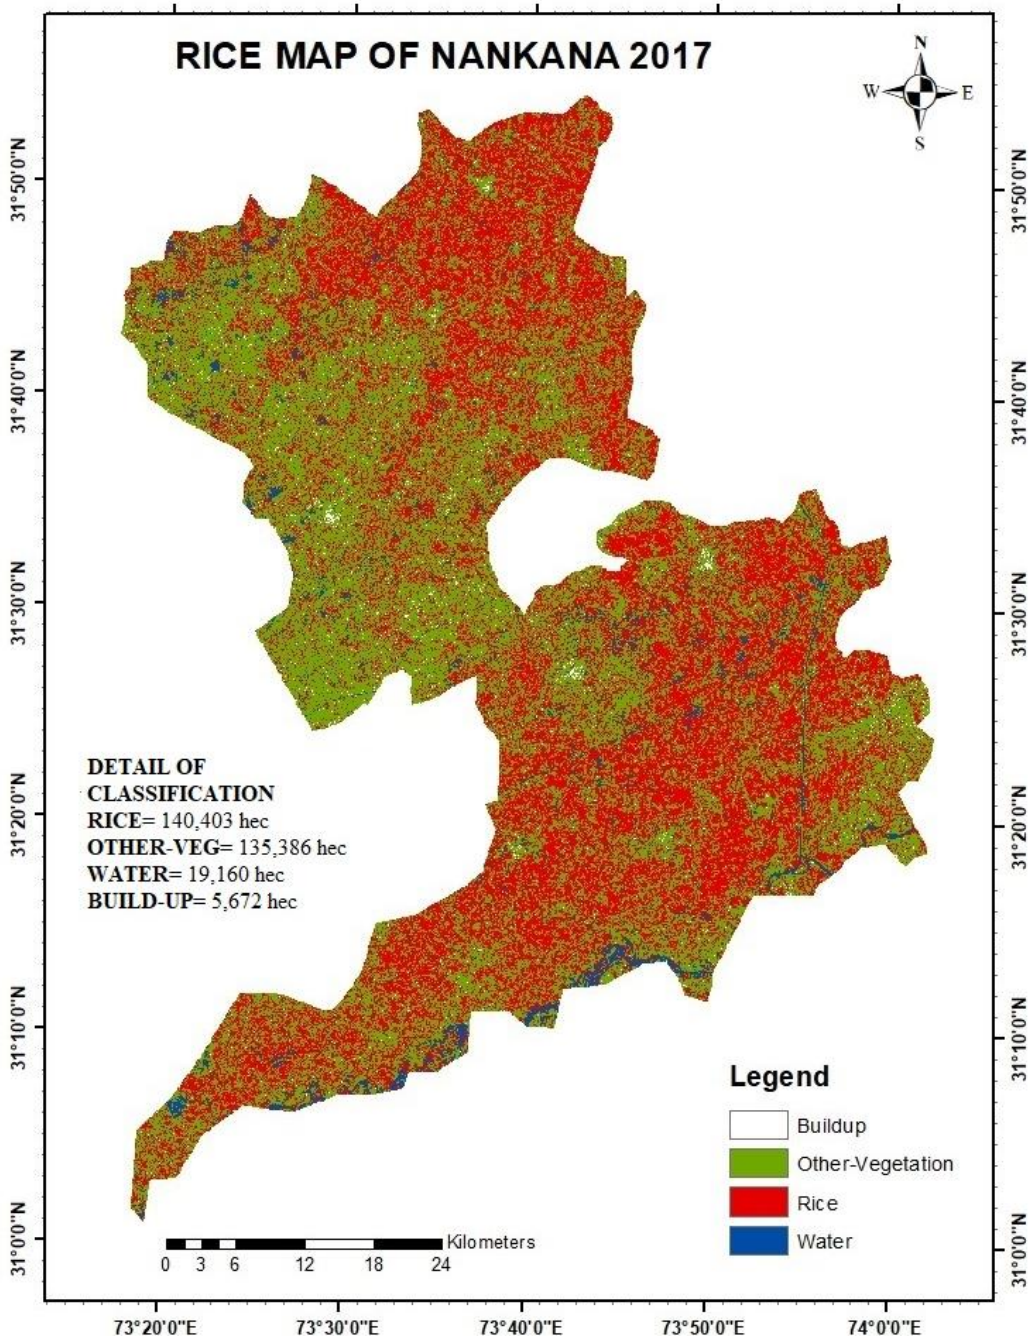 RICE MAP OF NANKANA 2017
N
W E
S
31°50'0"N
31°50'0"N
31°40'0"N
31°40'0"N
31°30'0"N
31°30'0"N
31°20'0"N
31°20'0"N
31°10'0"N
31°10'0"N
31°0'0"N
31°0'0"N
DETAIL OF
CLASSIFICATION
RICE= 140,403 hec
OTHER-VEG= 135,386 hec
WATER= 19,160 hec
BUILD-UP= 5,672 hec
Legend
Buildup
Other-Vegetation
Rice
Water
Kilometers
0 3 6 12 18 24
73°20'0"E 73°30'0"E 73°40'0"E 73°50'0"E 74°0'0"E